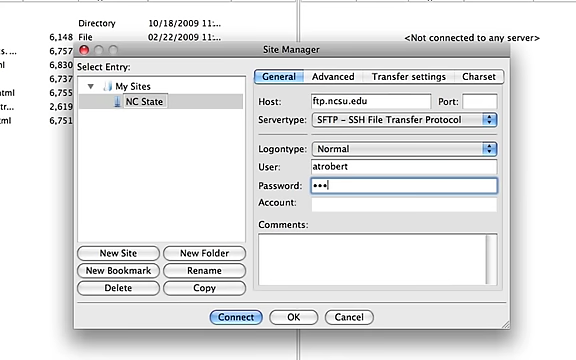 Directory 10/18/2009 11:...
6,148 File 02/22/2009 11:...
<Not connected to any server>
Site Manager
6,757
6,830
6,737
6,755
2,619
6,751
Select Entry:
My Sites
NC State
New Site New Folder
New Bookmark Rename
Delete Copy
General Advanced Transfer settings Charset
Host: ftp.ncsu.edu Port:
Servertype: SFTP - SSH File Transfer Protocol
Logontype: Normal
User: atrobert
Password: •••
Account:
Comments:
Connect OK Cancel